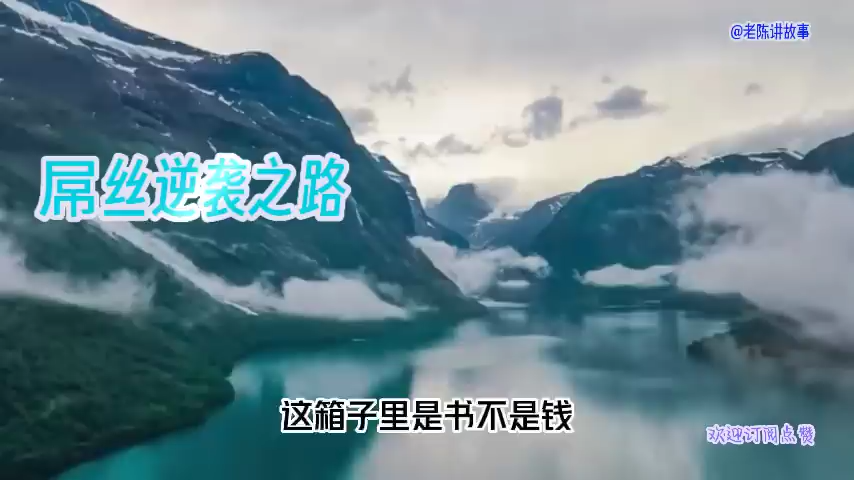 @老陈讲故事
屌丝逆袭之路
这箱子里是书不是钱
欢迎订阅点赞